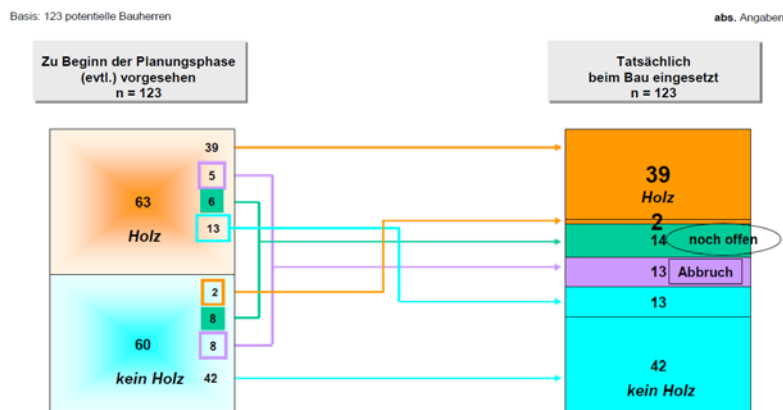 Basis: 123 potentielle Bauherren
abs. Angaben
Zu Beginn der Planungsphase
(evtl.) vorgesehen
n = 123
Tatsächlich
beim Bau eingesetzt
n = 123
39
5
6
13
63
Holz
2
8
8
42
60
kein Holz
39
Holz
2
14 noch offen
13 Abbruch
13
42
kein Holz